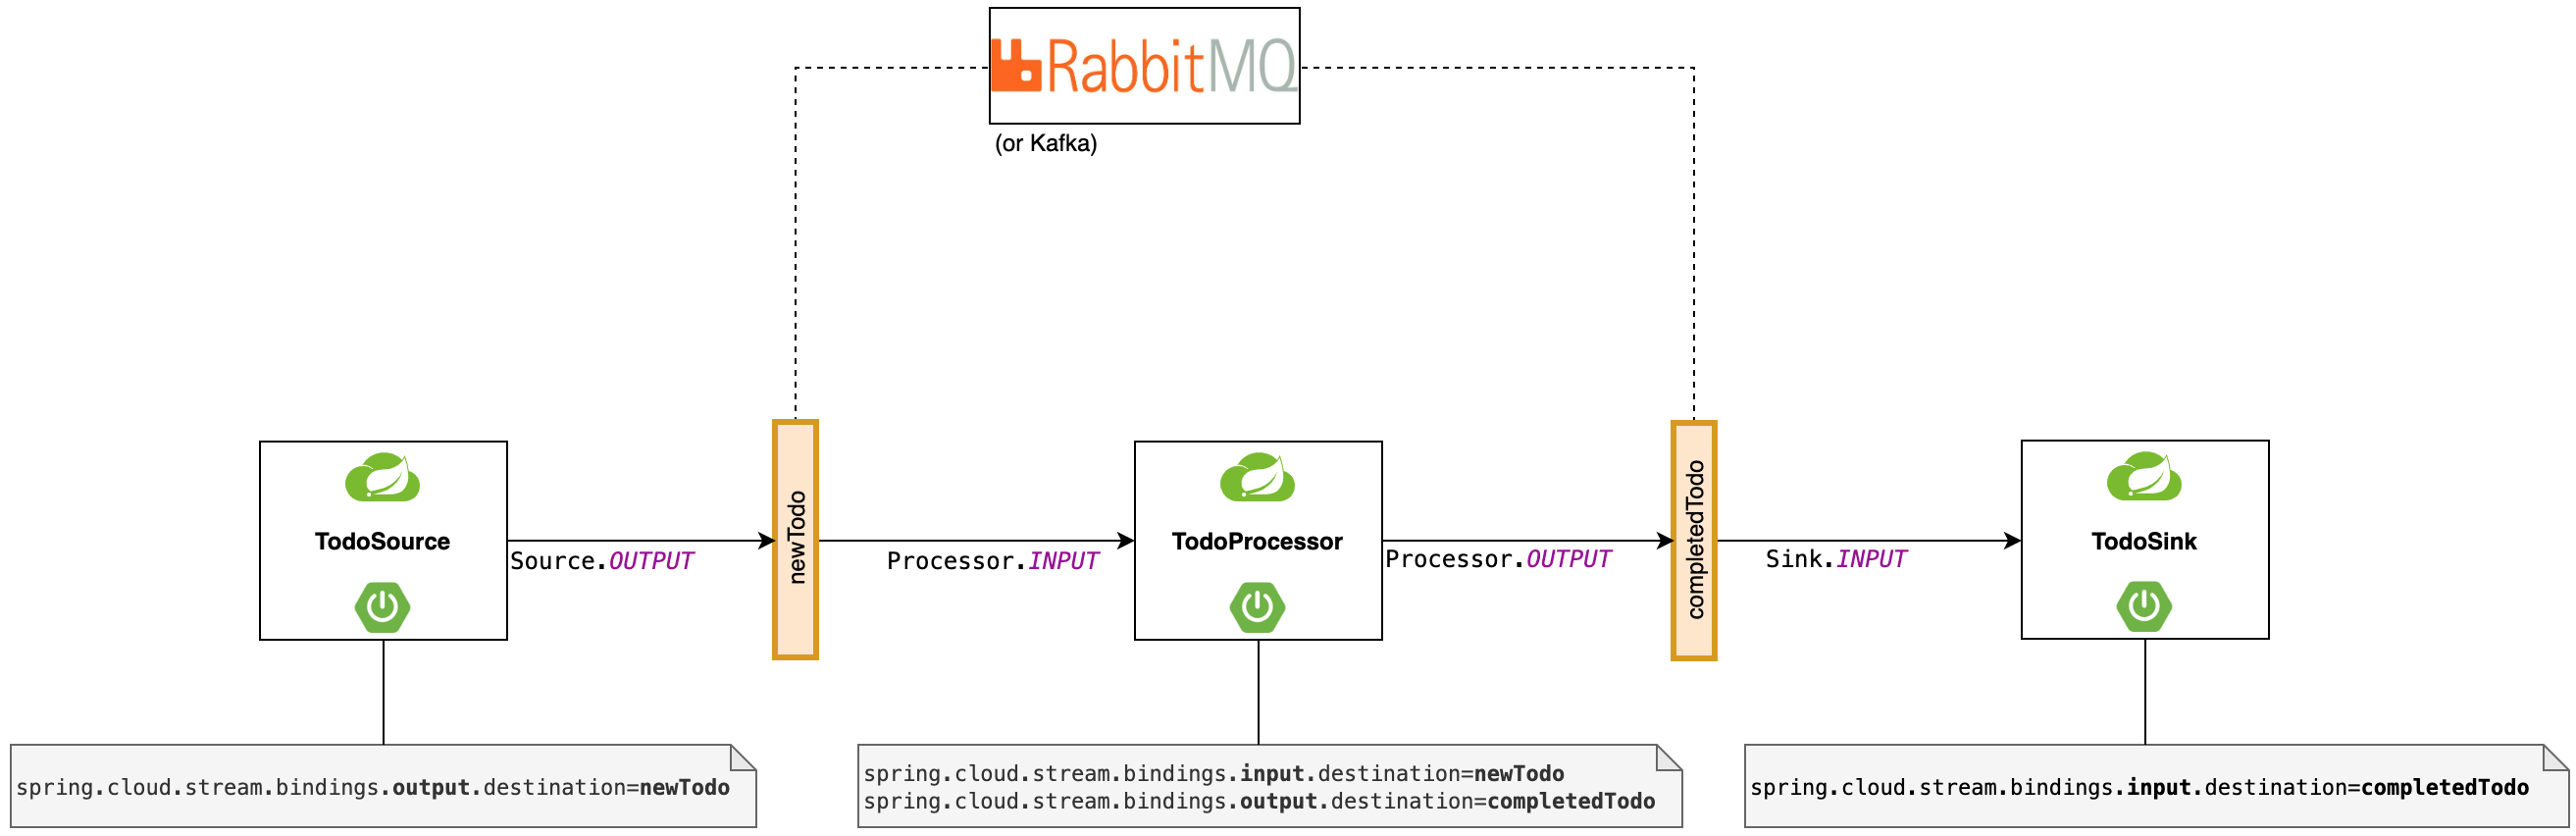 RabbitMQ
(or Kafka)
TodoSource
Source.OUTPUT
newTodo
Processor.INPUT
TodoProcessor
Processor.OUTPUT
completedTodo
Sink.INPUT
TodoSink
spring.cloud.stream.bindings.output.destination=newTodo
spring.cloud.stream.bindings.input.destination=newTodo
spring.cloud.stream.bindings.output.destination=completedTodo
spring.cloud.stream.bindings.input.destination=completedTodo